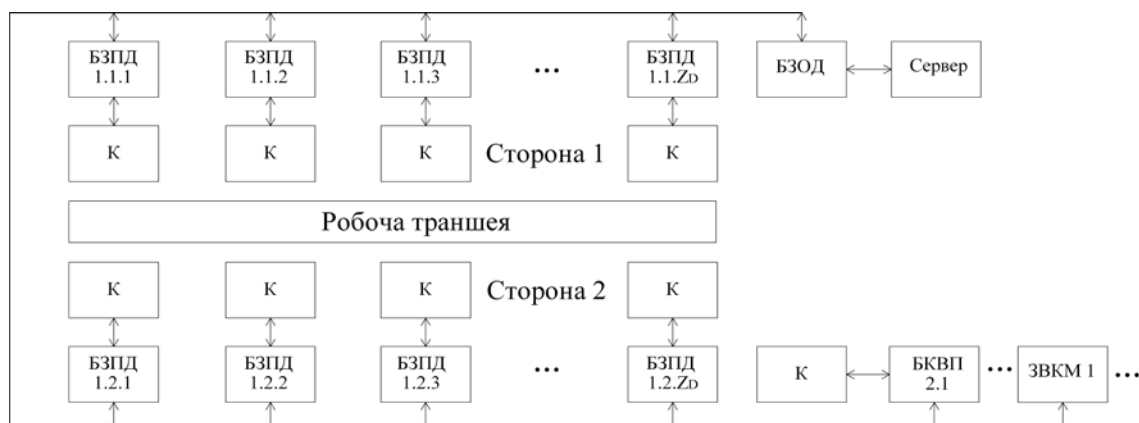 БЗПД
1.1.1
БЗПД
1.1.2
БЗПД
1.1.3
...
БЗПД
1.1.ZD
БЗОД
Сервер
К
К
К
Сторона 1
К
Робоча траншея
К
К
К
Сторона 2
К
БЗПД
1.2.1
БЗПД
1.2.2
БЗПД
1.2.3
...
БЗПД
1.2.ZD
К
БКВП
2.1
...
ЗВКМ 1
...